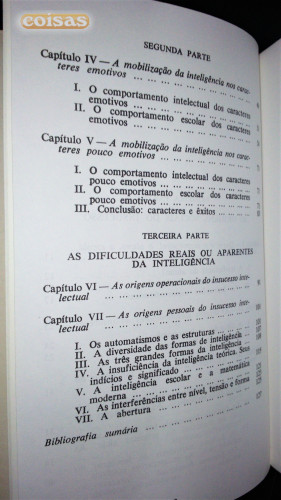 coisas
SEGUNDA PARTE
Capítulo IV — A mobilização da inteligência nos carac-
teres emotivos
I. O comportamento intelectual dos caracteres
emotivos
II. O comportamento escolar dos caracteres
emotivos
Capítulo V — A mobilização da inteligência nos carac-
teres pouco emotivos
I. O comportamento intelectual dos caracteres
pouco emotivos
II. O comportamento escolar dos caracteres
pouco emotivos
III. Conclusão: caracteres e êxitos
TERCEIRA PARTE
AS DIFICULDADES REAIS OU APARENTES
DA INTELIGÊNCIA
Capítulo VI — As origens operacionais do insucesso inte-
lectual
Capítulo VII — As origens pessoais do insucesso inte-
lectual
I. Os automatismos e as estruturas
II. A diversidade das formas de inteligência
III. As três grandes formas da inteligência
IV. A insuficiência da inteligência teórica. Seus
indícios e significado
V. A inteligência escolar e a matemática
moderna
VI. As interferências entre nível, tensão e forma
VII. A abertura
Bibliografia sumária